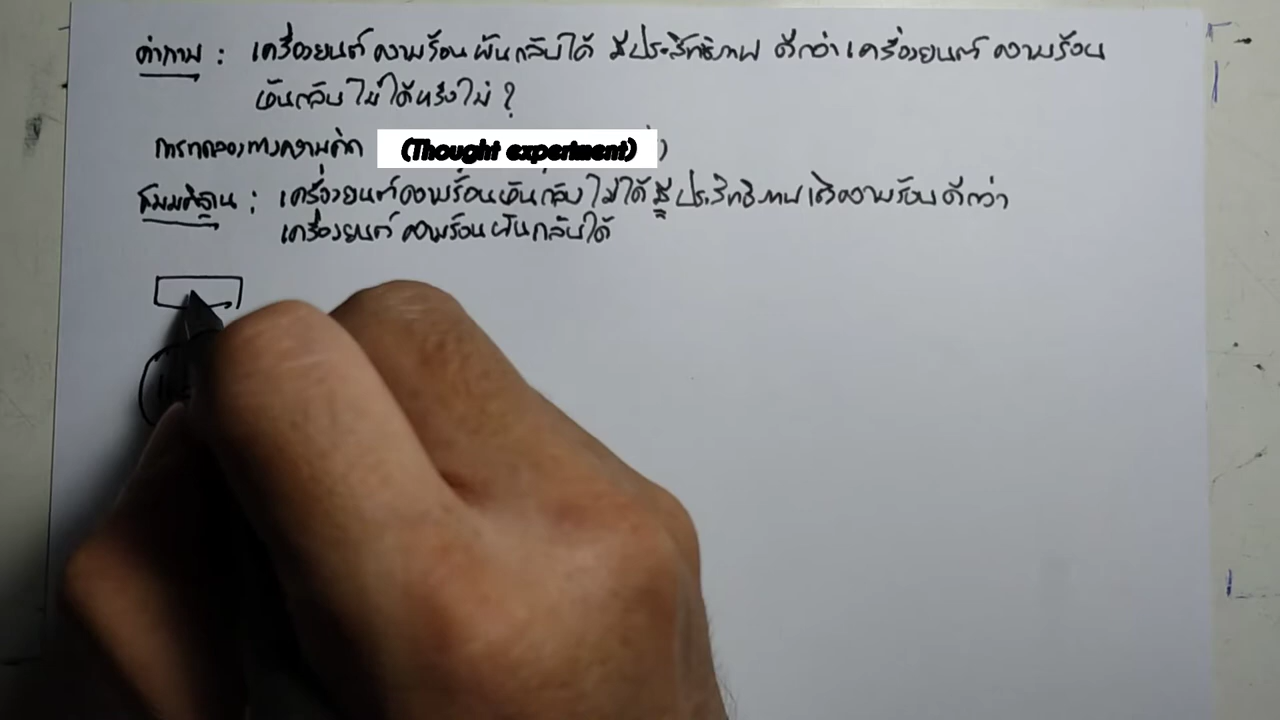 คำถาม : เครื่องยนต์ความร้อนผันกลับได้ มีประสิทธิภาพ ดีกว่า เครื่องยนต์ ความร้อน
ผันกลับไม่ได้หรือไม่ ?
การทดลองทางความคิด (Thought experiment) )
สมมติฐาน : เครื่องยนต์ความร้อนผันกลับไม่ได้ มีประสิทธิภาพเชิงความร้อนดีกว่า
เครื่องยนต์ ความร้อนผันกลับได้